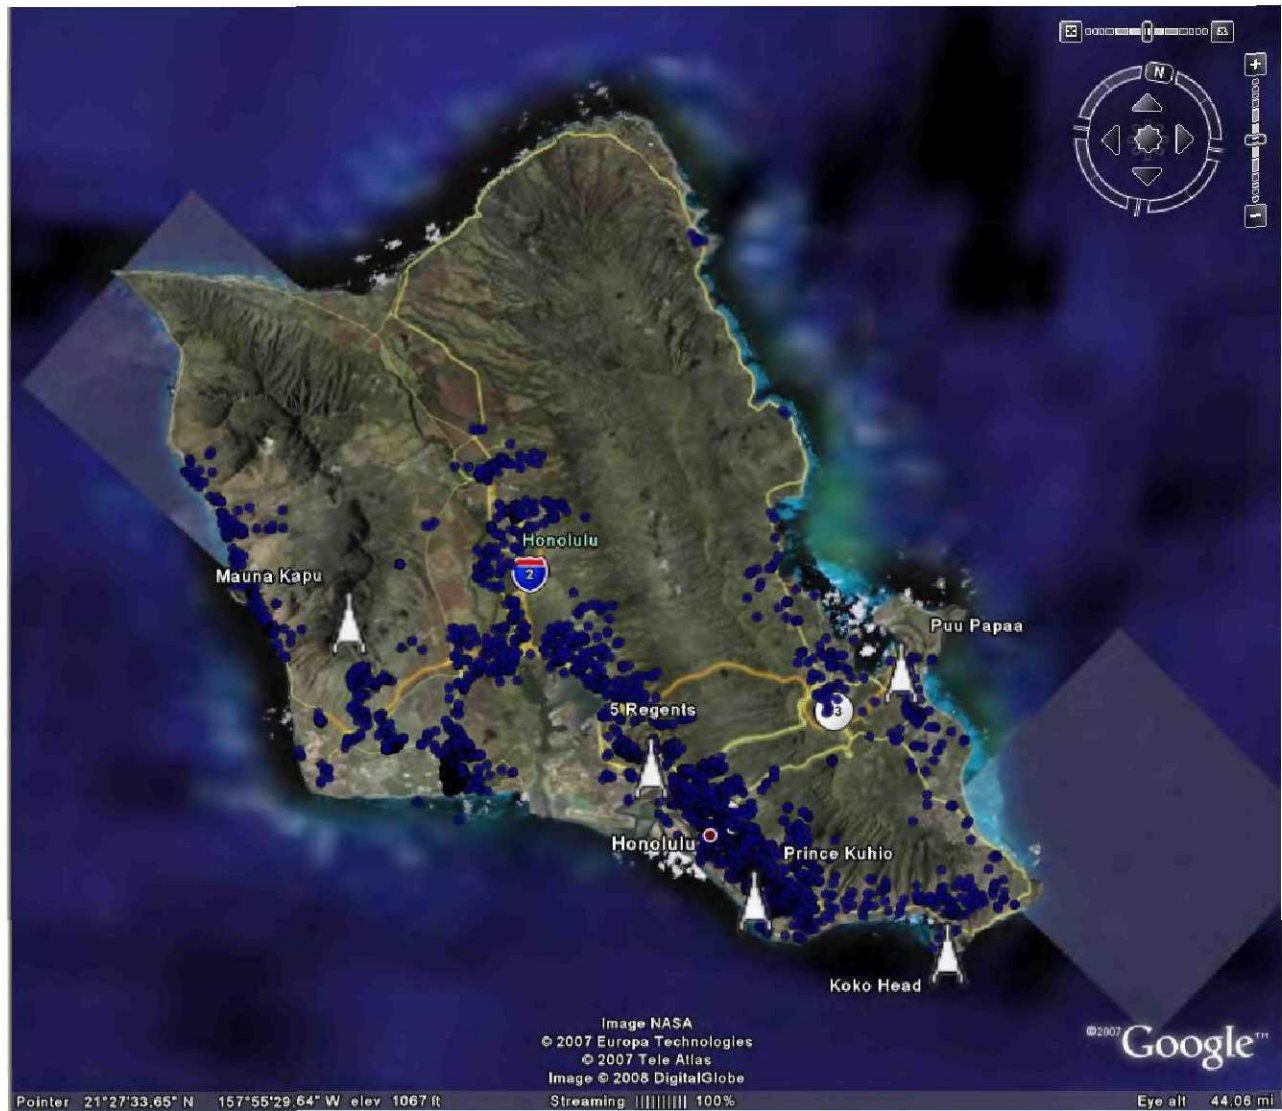 N
Honolulu
2
Mauna Kapu
Puu Papaa
5 Regents
3
Honolulu
Prince Kuhio
Koko Head
Image NASA
© 2007 Europa Technologies
© 2007 Tele Atlas
Image © 2008 DigitalGlobe
©2007 Google™
Pointer 21°27'33,65" N 157°55'29,64" W elev 1067 ft Streaming ||||||||| 100% Eye alt 44,06 mi